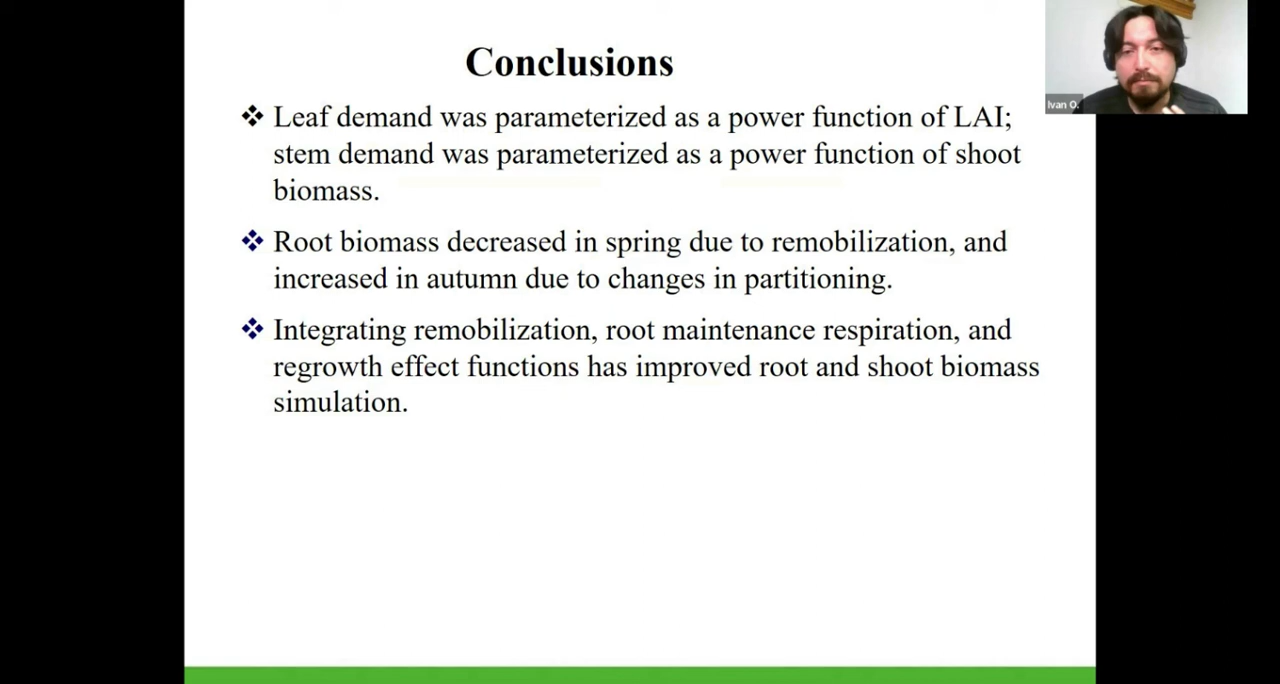 Conclusions
❖ Leaf demand was parameterized as a power function of LAI;
stem demand was parameterized as a power function of shoot
biomass.
❖ Root biomass decreased in spring due to remobilization, and
increased in autumn due to changes in partitioning.
❖ Integrating remobilization, root maintenance respiration, and
regrowth effect functions has improved root and shoot biomass
simulation.
Ivan O.